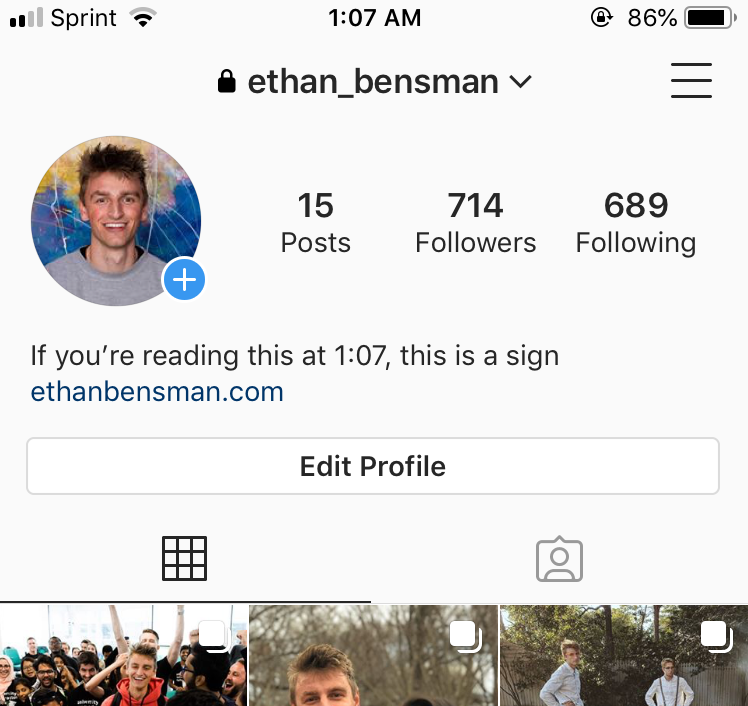 Sprint 1:07 AM 86%
ethan_bensman
15 714 689
Posts Followers Following
If you’re reading this at 1:07, this is a sign
ethanbensman.com
Edit Profile